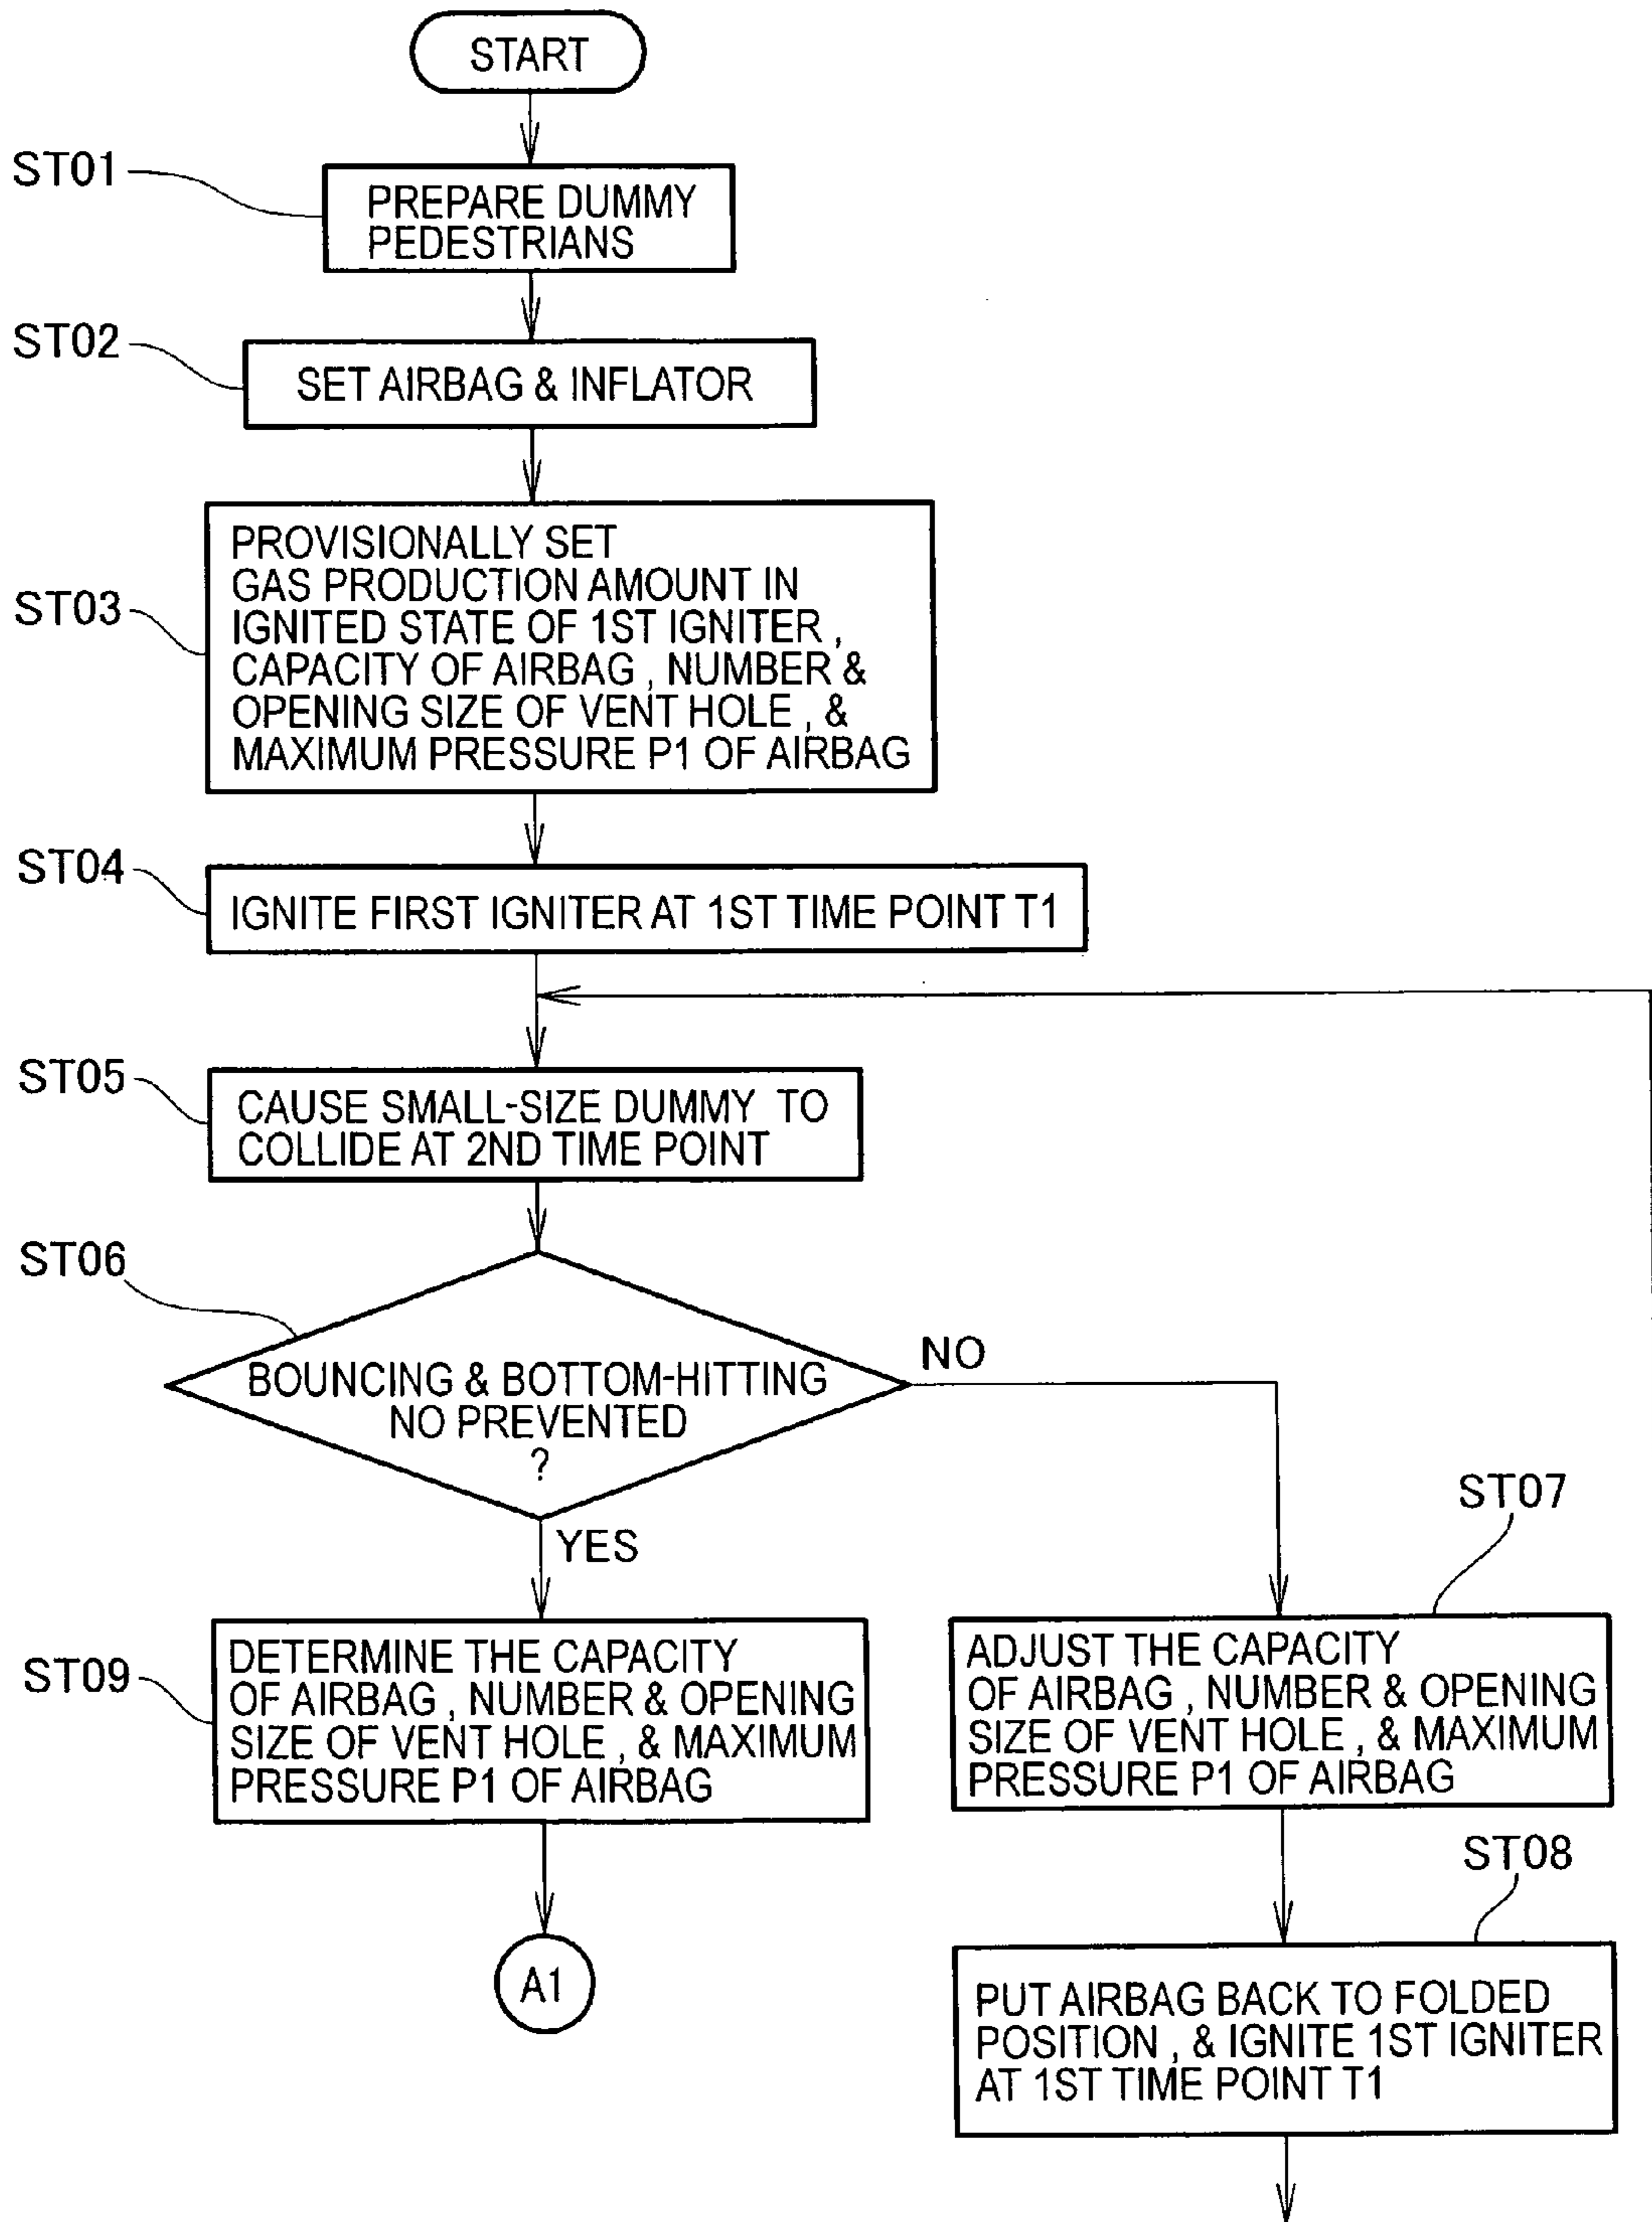 START
ST01
PREPARE DUMMY
PEDESTRIANS
ST02
SET AIRBAG & INFLATOR
ST03
PROVISIONALLY SET
GAS PRODUCTION AMOUNT IN
IGNITED STATE OF 1ST IGNITER ,
CAPACITY OF AIRBAG , NUMBER &
OPENING SIZE OF VENT HOLE , &
MAXIMUM PRESSURE P1 OF AIRBAG
ST04
IGNITE FIRST IGNITER AT 1ST TIME POINT T1
ST05
CAUSE SMALL-SIZE DUMMY TO
COLLIDE AT 2ND TIME POINT
ST06
BOUNCING & BOTTOM-HITTING
NO PREVENTED
?
NO
YES
ST07
ADJUST THE CAPACITY
OF AIRBAG , NUMBER & OPENING
SIZE OF VENT HOLE , & MAXIMUM
PRESSURE P1 OF AIRBAG
ST09
DETERMINE THE CAPACITY
OF AIRBAG , NUMBER & OPENING
SIZE OF VENT HOLE , & MAXIMUM
PRESSURE P1 OF AIRBAG
ST08
PUT AIRBAG BACK TO FOLDED
POSITION , & IGNITE 1ST IGNITER
AT 1ST TIME POINT T1
A1